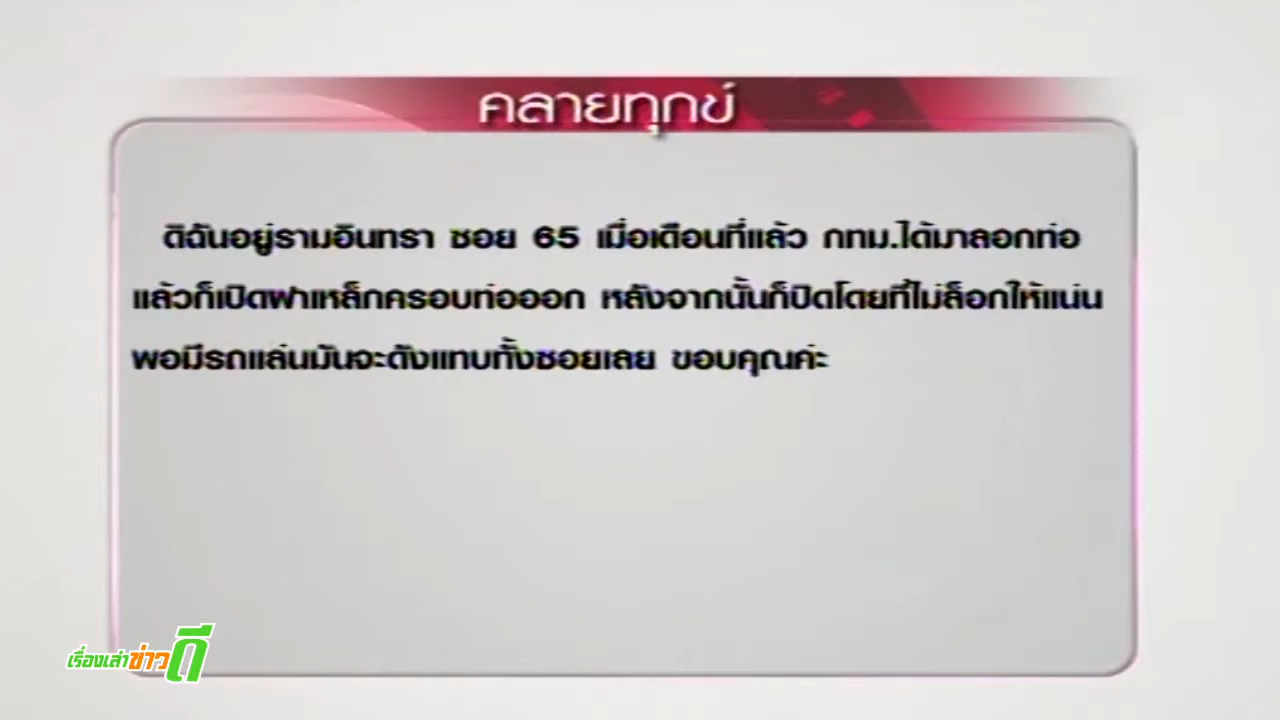 คลายทุกข์
ดิฉันอยู่รามอินทรา ซอย 65 เมื่อเดือนที่แล้ว กทม.ได้มาลอกท่อ
แล้วก็เปิดฝาเหล็กครอบท่อออก หลังจากนั้นก็ปิดโดยที่ไม่ล็อกให้แน่น
พอมีรถแล่นมันจะดังแทบทั้งซอยเลย ขอบคุณค่ะ
เรื่องเล่าข่าวดี